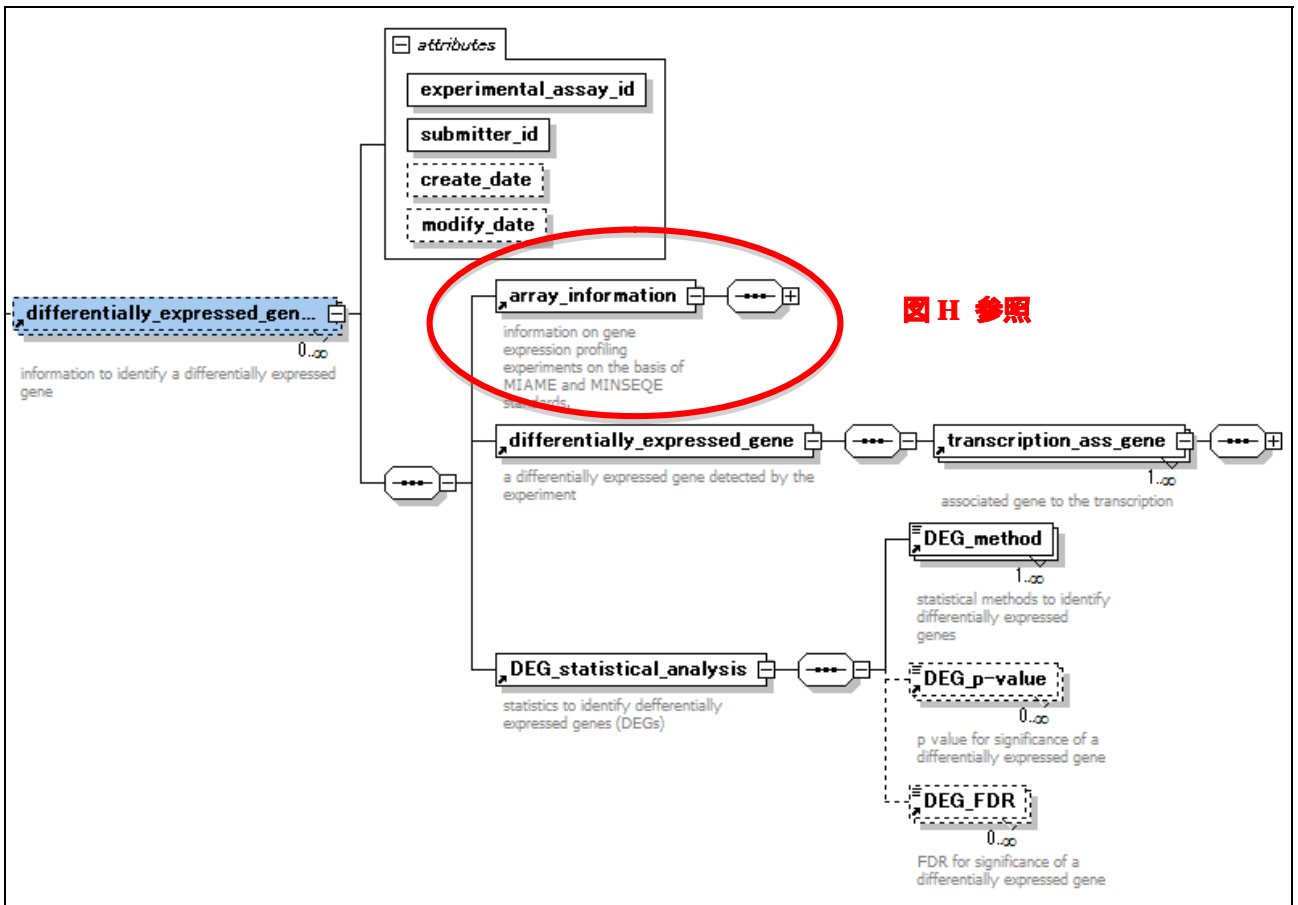 attributes
experimental_assay_id
submitter_id
create_date
modify_date
differentially_expressed_gen...
0..∞
information to identify a differentially expressed
gene
array_information
information on gene
expression profiling
experiments on the basis of
MIAME and MINSEQE
standards.
図 H 参照
differentially_expressed_gene
a differentially expressed gene detected by the
experiment
transcription_ass_gene
1..∞
associated gene to the transcription
DEG_method
1..∞
statistical methods to identify
differentially expressed
genes
DEG_statistical_analysis
statistics to identify defferentially
expressed genes (DEGs)
DEG_p-value
0..∞
p value for significance of a
differentially expressed gene
DEG_FDR
0..∞
FDR for significance of a
differentially expressed gene